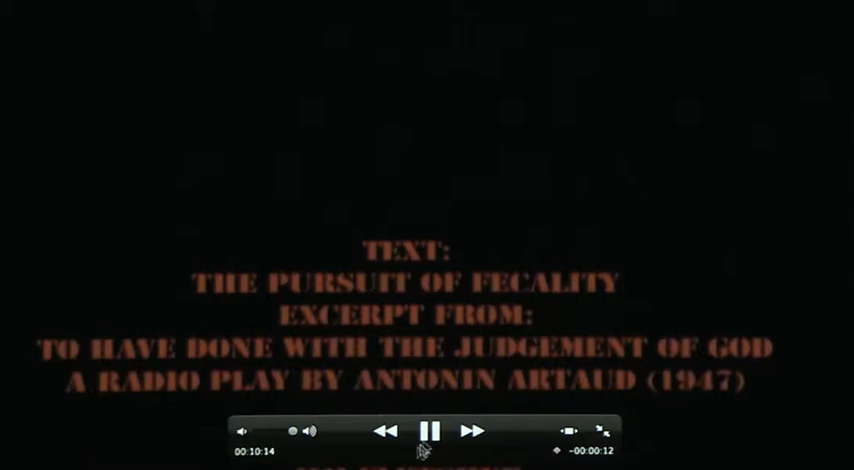 TEXT:
THE PURSUIT OF FECALITY
EXCERPT FROM:
TO HAVE DONE WITH THE JUDGEMENT OF GOD
A RADIO PLAY BY ANTONIN ARTAUD (1947)
00:10:14
-00:00:12